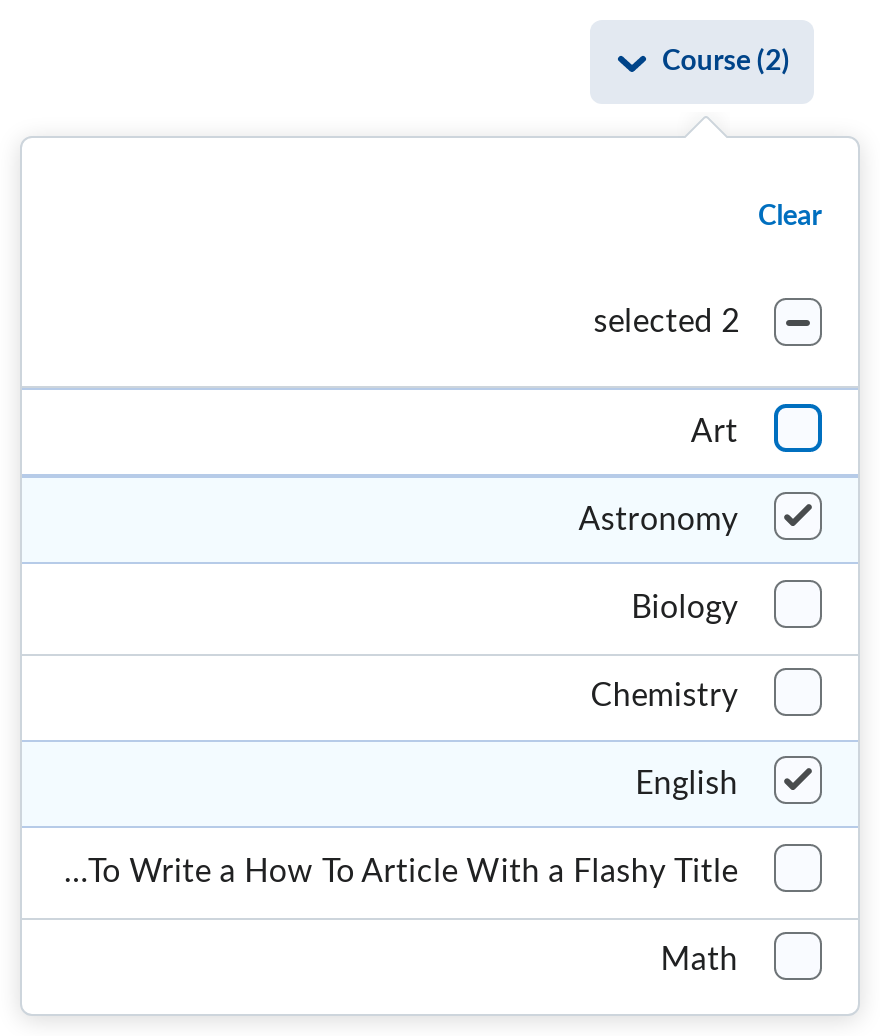 Course (2)
Clear
selected 2
Art
Astronomy
Biology
Chemistry
English
...To Write a How To Article With a Flashy Title
Math